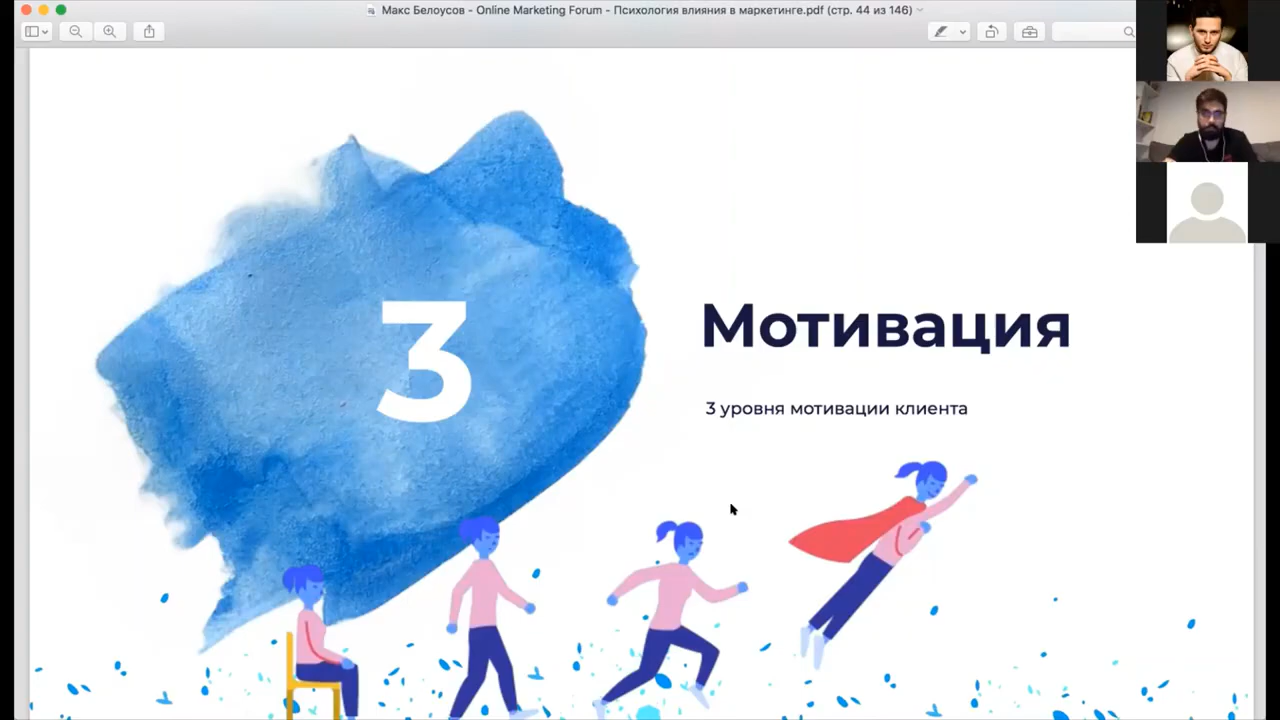 Макс Белоусов - Online Marketing Forum - Психология влияния в маркетинге.pdf (стр. 44 из 146)
3
Мотивация
3 уровня мотивации клиента